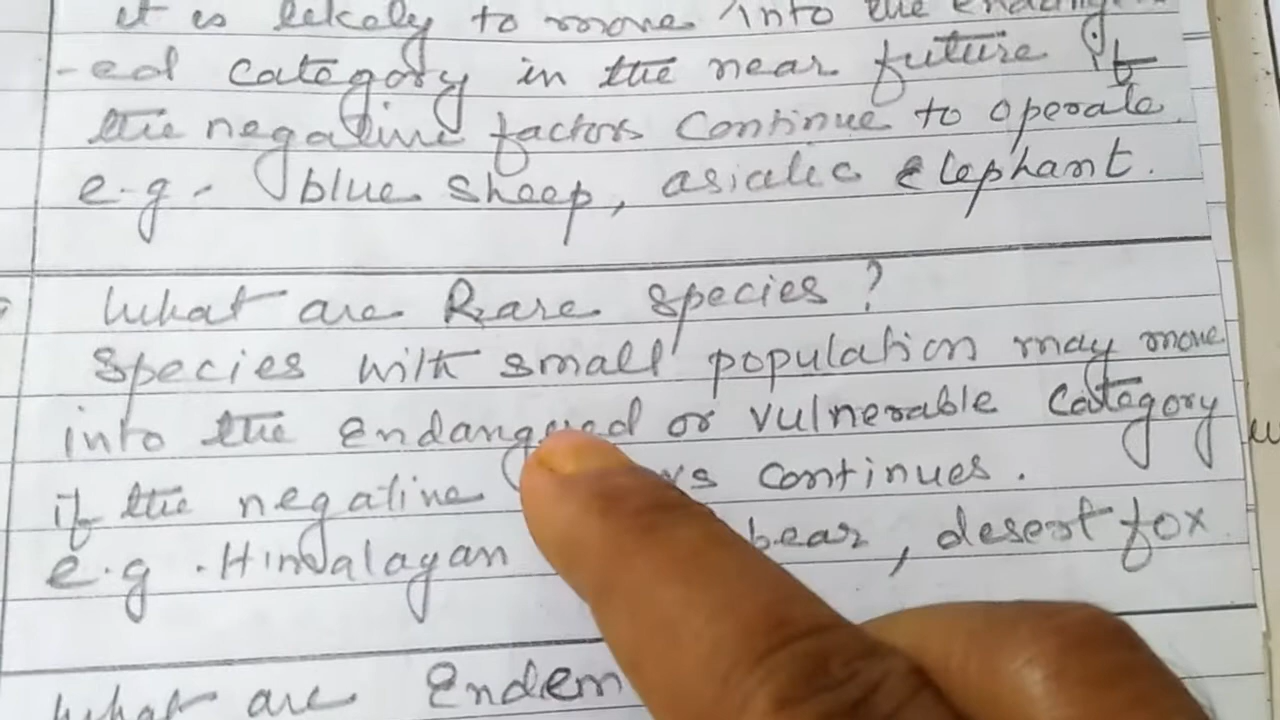 it is likely to move into the
-ed category in the near future if
the negative factors continue to operate.
e.g. blue sheep, asiatic elephant.
What are Rare species?
Species with small population may move
into the endangered or vulnerable category
if the negative continues.
e.g. Himalayan bear, desert fox
What are Endem